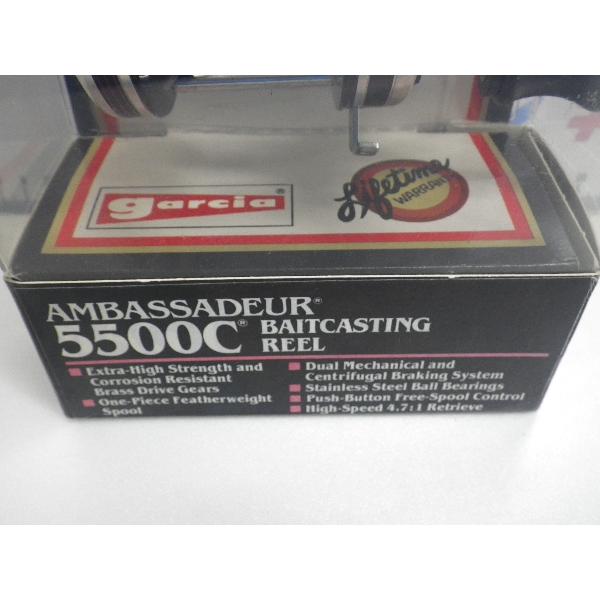 garcia®
Lifetime
WARRANTY
AMBASSADEUR®
5500C® BAITCASTING
REEL
Extra-High Strength and
Corrosion Resistant
Brass Drive Gears
One-Piece Featherweight
Spool
Dual Mechanical and
Centrifugal Braking System
Stainless Steel Ball Bearings
Push-Button Free-Spool Control
High-Speed 4.7:1 Retrieve